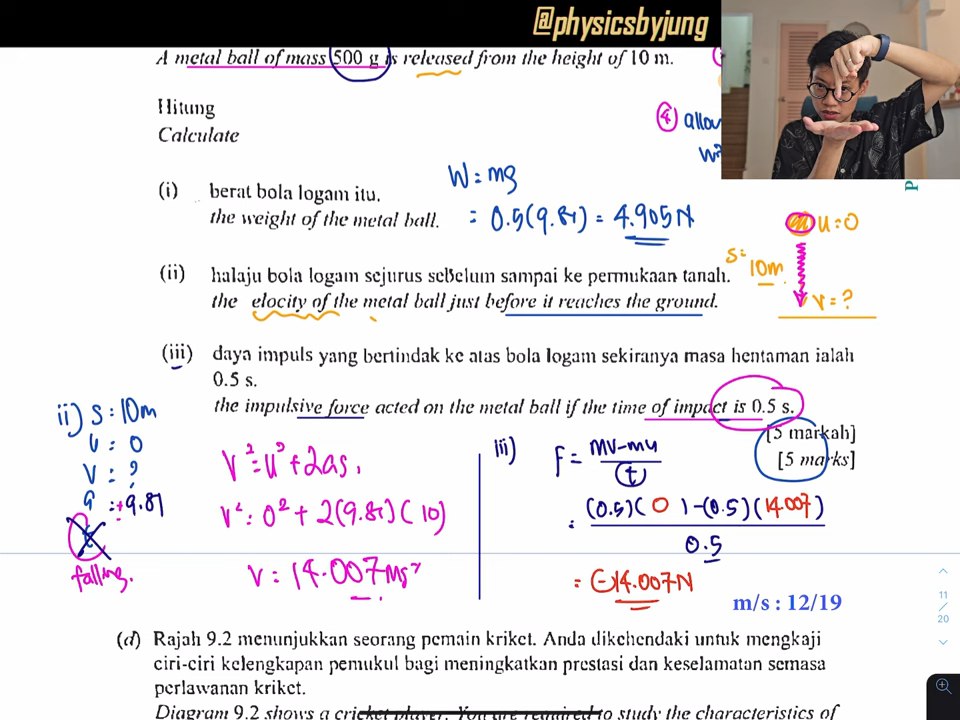 @physicsbyjung
A metal ball of mass 500 g is released from the height of 10 m.
Hitung
Calculate
④ allow
(i) berat bola logam itu.
the weight of the metal ball.
W = mg
= 0.5(9.81) = 4.905 N
u = 0
s = 10m
v = ?
(ii) halaju bola logam sejurus sebelum sampai ke permukaan tanah.
the elocity of the metal ball just before it reaches the ground.
(iii) daya impuls yang bertindak ke atas bola logam sekiranya masa hentaman ialah
0.5 s.
the impulsive force acted on the metal ball if the time of impact is 0.5 s.
[5 markah]
[5 marks]
ii) s = 10m
u = 0
v = ?
a = +9.81
t
falling.
v² = u² + 2as,
v² = 0² + 2(9.81)(10)
v = 14.007 ms⁻¹
iii) F = mv-mu / t
= (0.5)(0) - (0.5)(14.007) / 0.5
= (-)14.007 N
m/s : 12/19
11
/
20
(d) Rajah 9.2 menunjukkan seorang pemain kriket. Anda dikehendaki untuk mengkaji
ciri-ciri kelengkapan pemukul bagi meningkatkan prestasi dan keselamatan semasa
perlawanan kriket.
Diagram 9.2 shows a cricket player. You are required to study the characteristics of